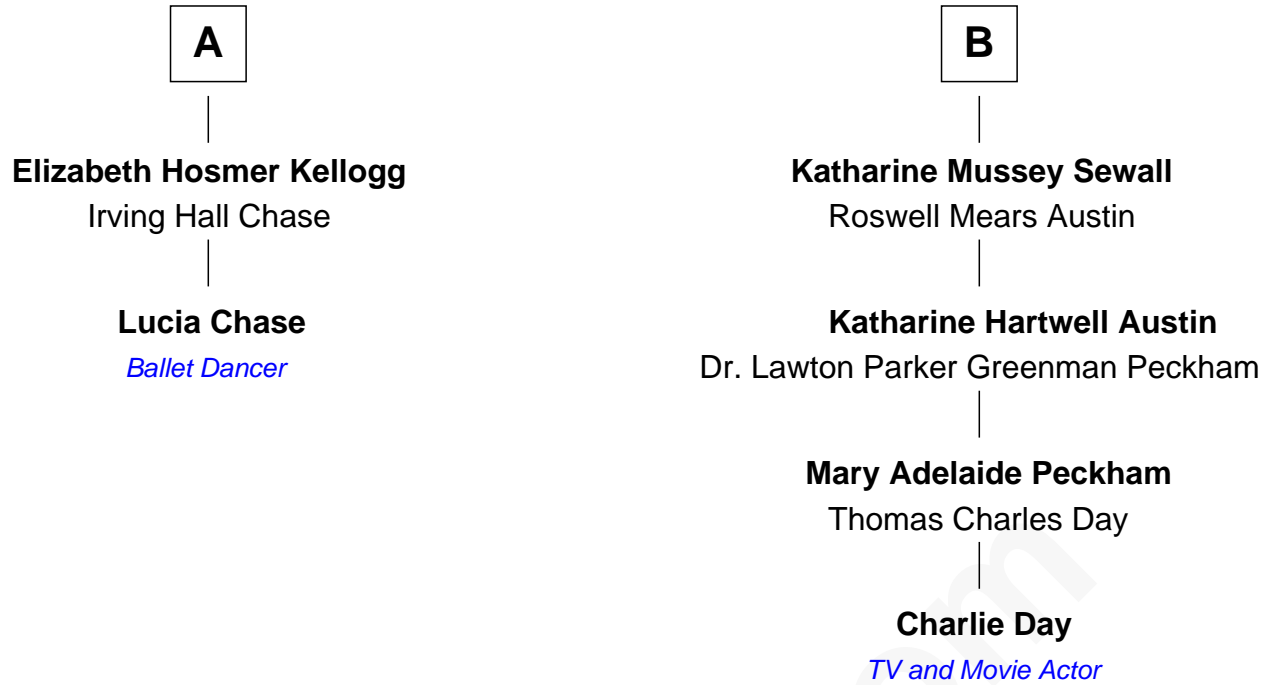 A
Elizabeth Hosmer Kellogg
Irving Hall Chase
Lucia Chase
Ballet Dancer
B
Katharine Mussey Sewall
Roswell Mears Austin
Katharine Hartwell Austin
Dr. Lawton Parker Greenman Peckham
Mary Adelaide Peckham
Thomas Charles Day
Charlie Day
TV and Movie Actor